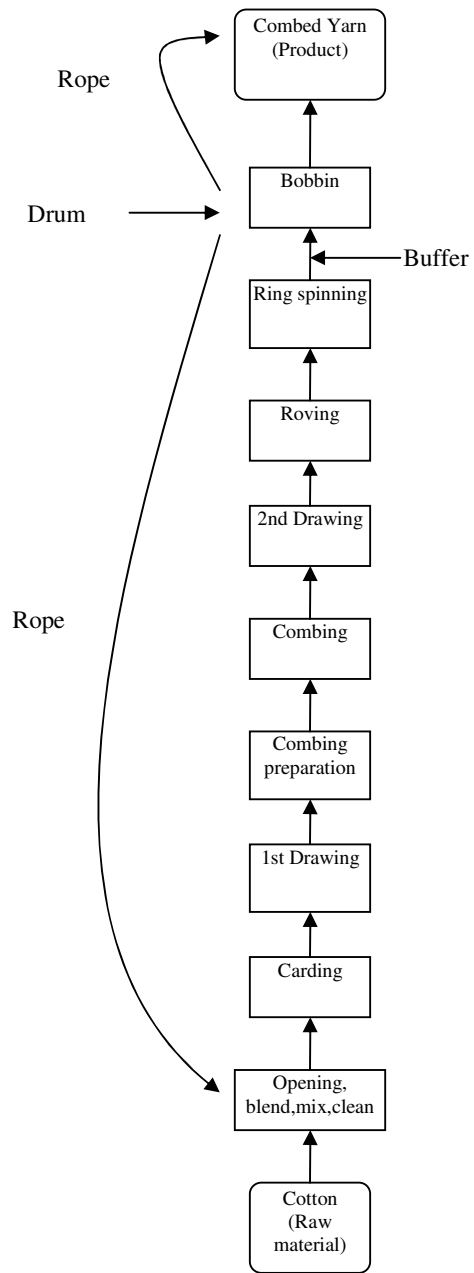 Combed Yarn
(Product)
Rope
Bobbin
Drum
Buffer
Ring spinning
Roving
2nd Drawing
Rope
Combing
Combing
preparation
1st Drawing
Carding
Opening,
blend,mix,clean
Cotton
(Raw
material)